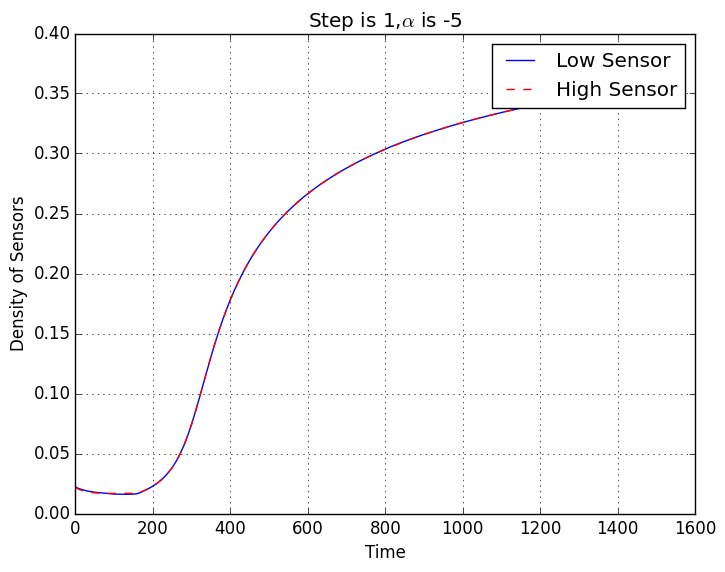 Step is 1,α is -5
Low Sensor
High Sensor
Density of Sensors
0.40
0.35
0.30
0.25
0.20
0.15
0.10
0.05
0.00
0 200 400 600 800 1000 1200 1400 1600
Time